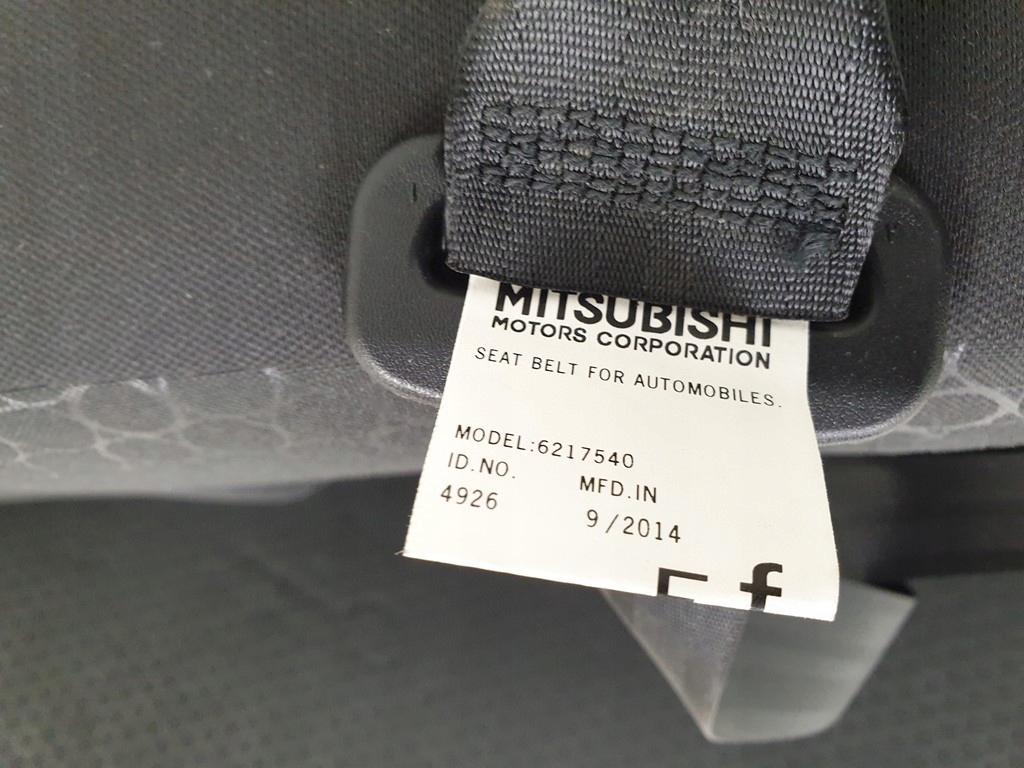 MITSUBISHI
MOTORS CORPORATION
SEAT BELT FOR AUTOMOBILES.
MODEL:6217540
ID.NO. MFD.IN
4926 9/2014